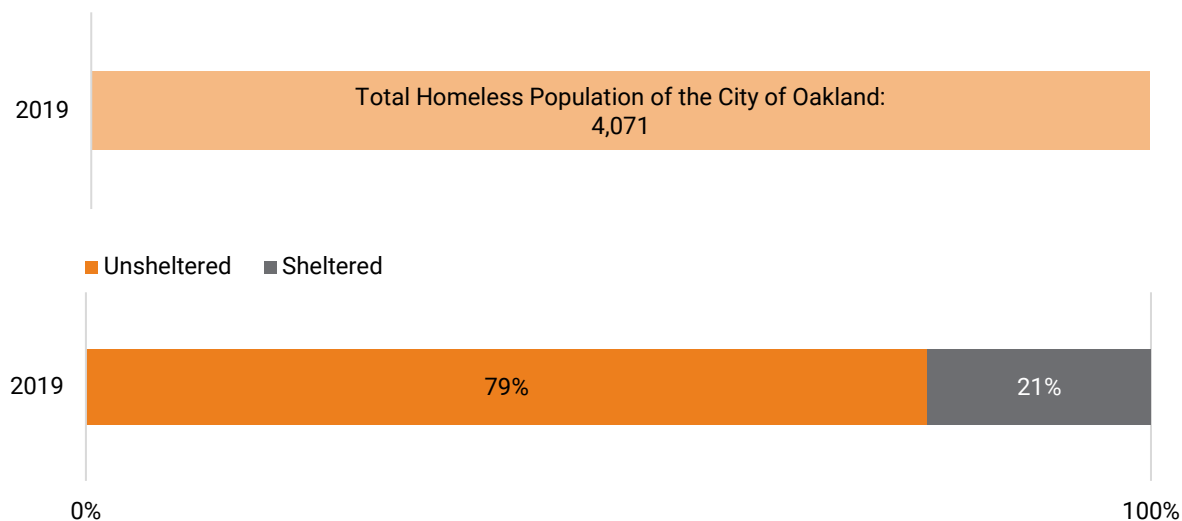 Total Homeless Population of the City of Oakland:
2019
4,071
Unsheltered Sheltered
2019 79% 21%
0% 100%